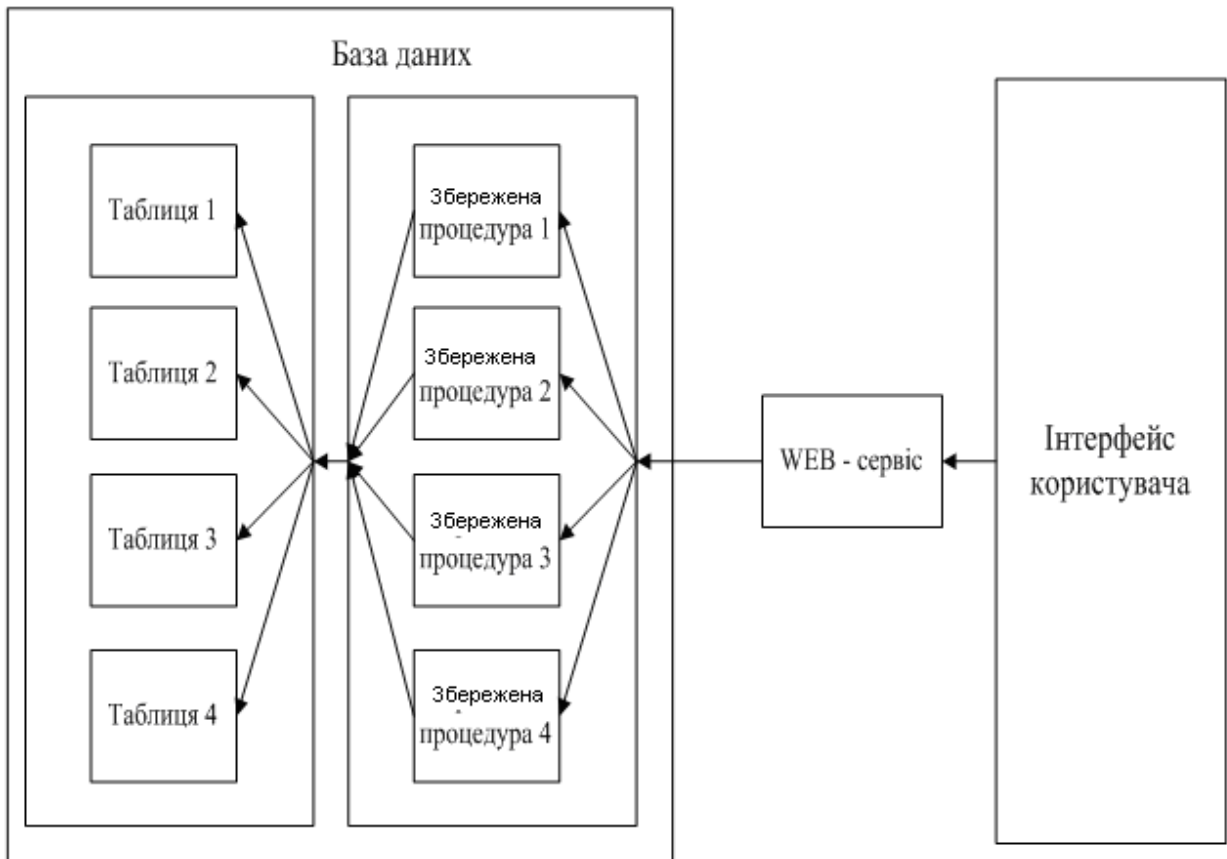 База даних
Таблиця 1
Таблиця 2
Таблиця 3
Таблиця 4
Збережена
процедура 1
Збережена
процедура 2
Збережена
процедура 3
Збережена
процедура 4
WEB - сервіс
Інтерфейс
користувача